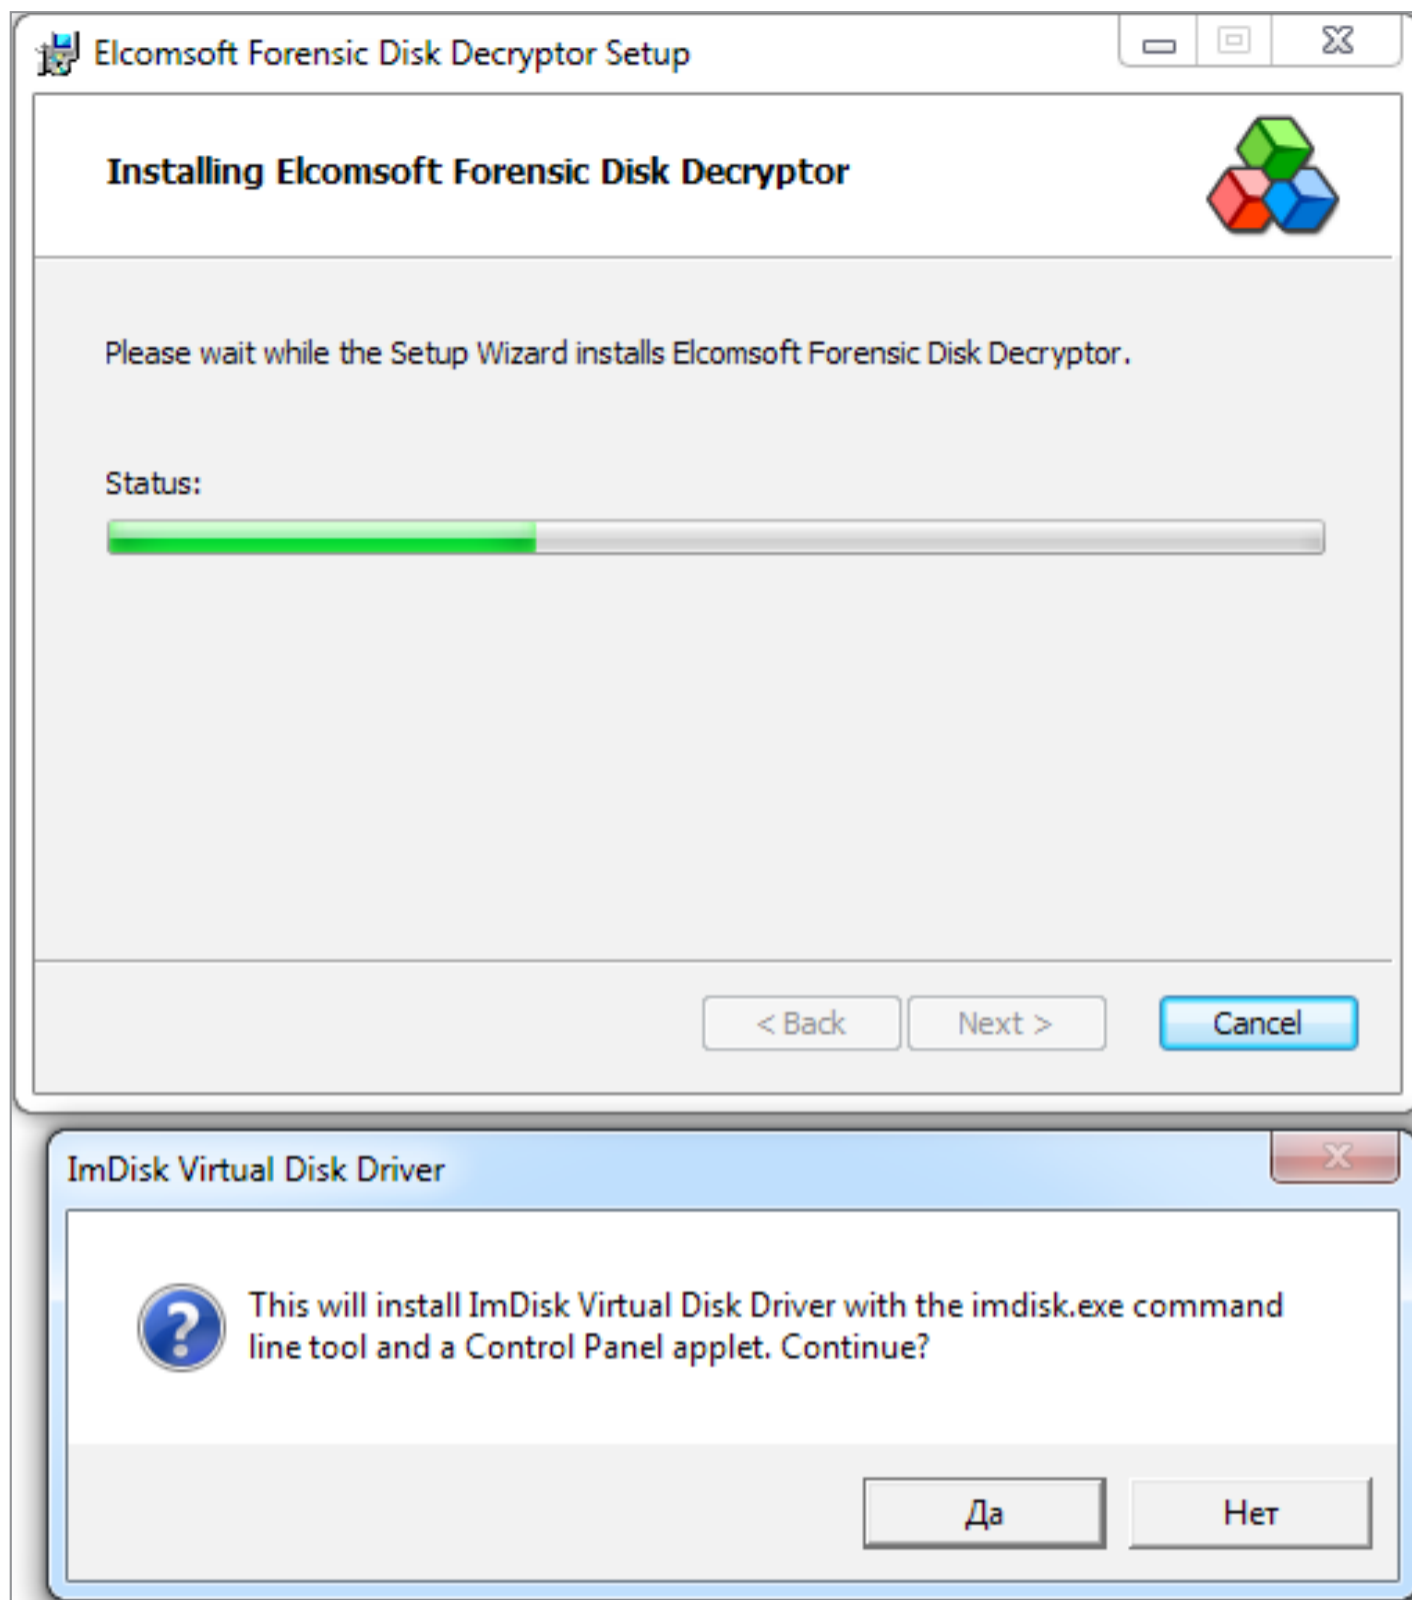 Elcomsoft Forensic Disk Decryptor Setup
Installing Elcomsoft Forensic Disk Decryptor
Please wait while the Setup Wizard installs Elcomsoft Forensic Disk Decryptor.
Status:
< Back
Next >
Cancel
ImDisk Virtual Disk Driver
This will install ImDisk Virtual Disk Driver with the imdisk.exe command
line tool and a Control Panel applet. Continue?
Да
Нет